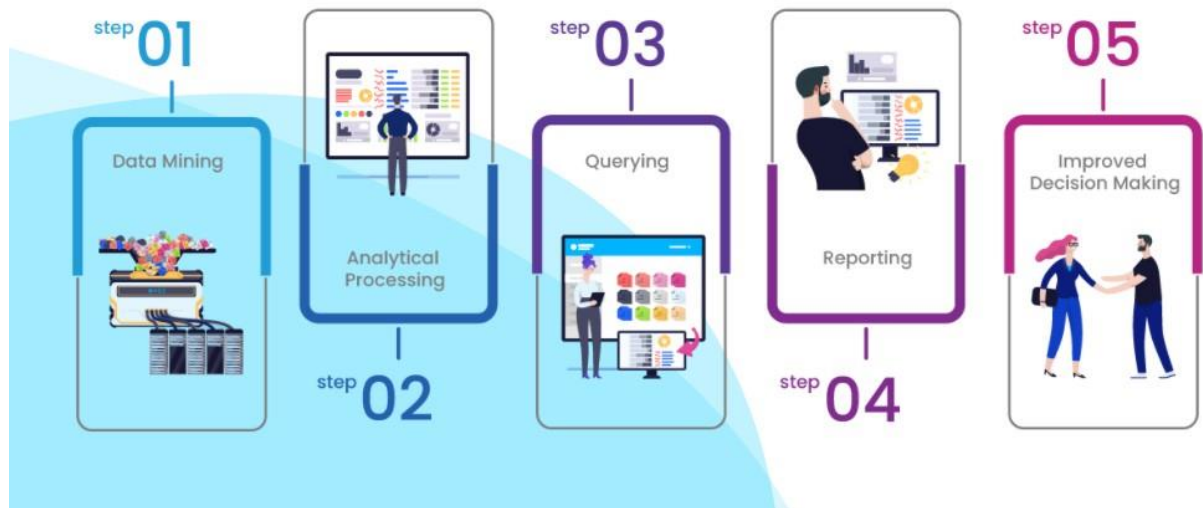 step 01
Data Mining
Analytical
Processing
step 02
step 03
Querying
Reporting
step 04
step 05
Improved
Decision Making